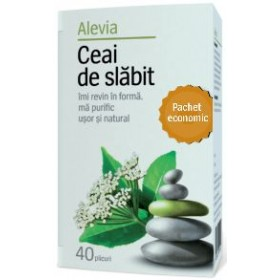 Alevia
Ceai
de slăbit
îmi revin în formă,
mă purific
ușor și natural
Pachet
economic
40 plicuri